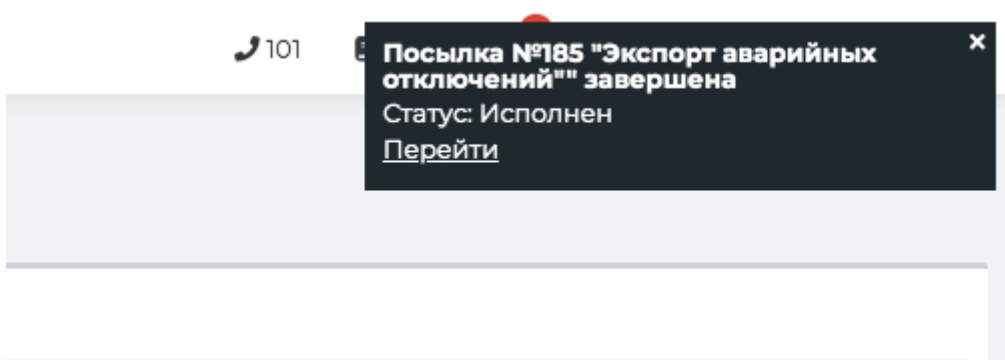 101
Посылка №185 "Экспорт аварийных
отключений"" завершена
Статус: Исполнен
Перейти